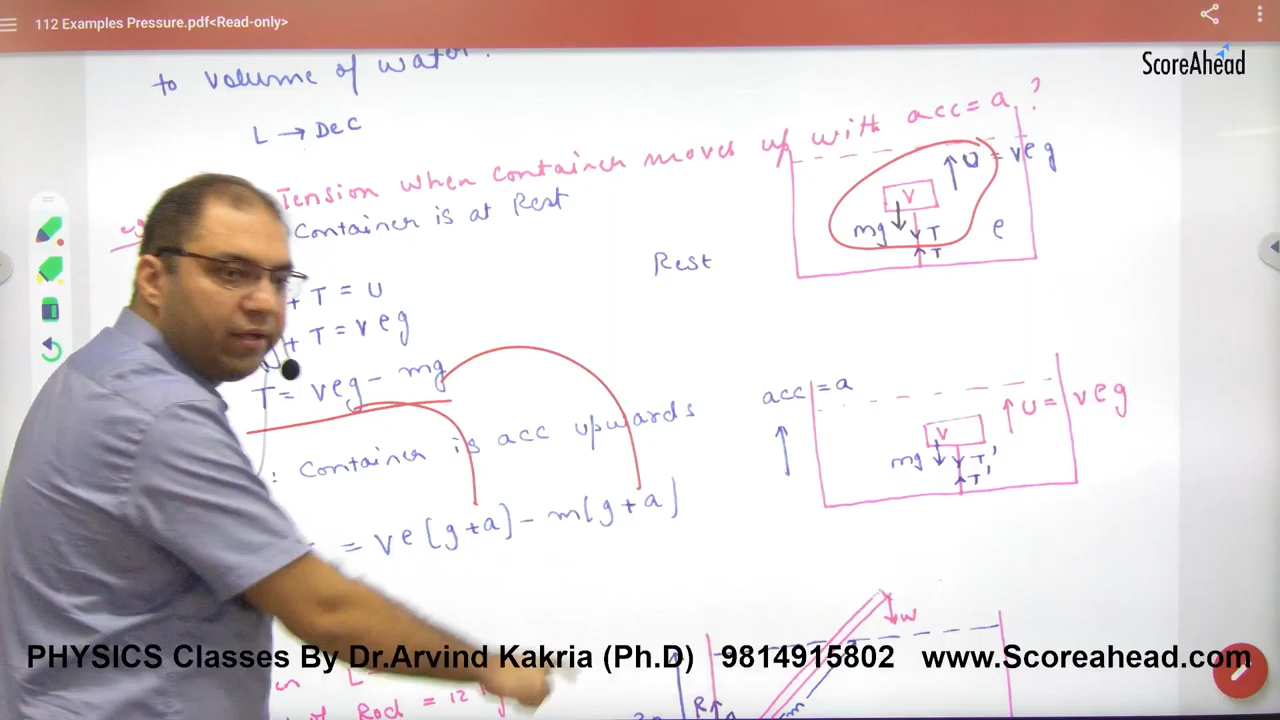 112 Examples Pressure.pdf<Read-only>
ScoreAhead
to volume of water.
L → Dec
Tension when container moves up with acc = a ?
Container is at Rest
Rest
+ T = U
+ T = veg
T = veg - mg
U = veg
V
mg
T
T
e
: Container is acc upwards
= ve[g+a] - m[g+a]
acc = a
U = veg
V
mg
T'
T'
W
L
Rod = 12
R
m
PHYSICS Classes By Dr.Arvind Kakria (Ph.D) 9814915802 www.Scoreahead.com